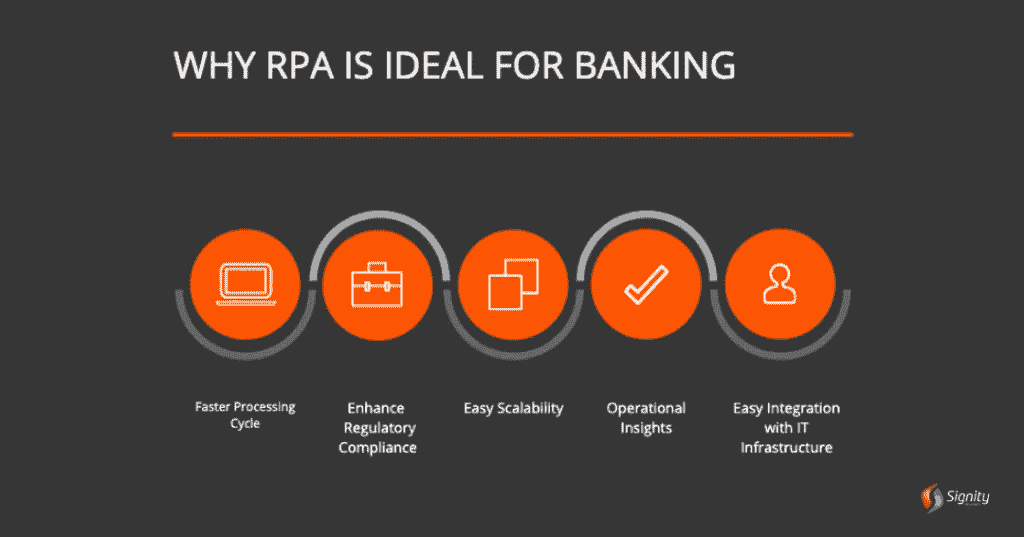 WHY RPA IS IDEAL FOR BANKING
Faster Processing
Cycle
Enhance
Regulatory
Compliance
Easy Scalability
Operational
Insights
Easy Integration
with IT
Infrastructure
Signity